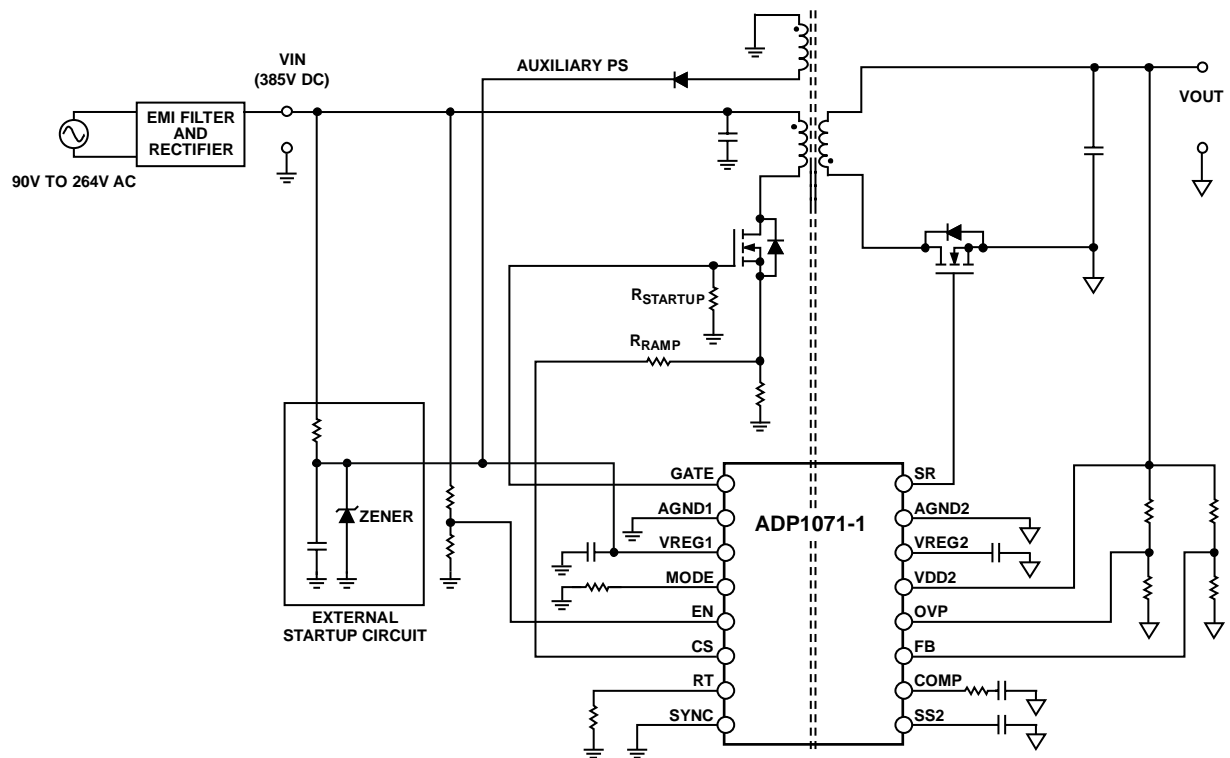 AUXILIARY PS
VIN
(385V DC)
VOUT
EMI FILTER
AND
RECTIFIER
90V TO 264V AC
RSTARTUP
RRAMP
ZENER
EXTERNAL
STARTUP CIRCUIT
ADP1071-1
GATE
AGND1
VREG1
MODE
EN
CS
RT
SYNC
SR
AGND2
VREG2
VDD2
OVP
FB
COMP
SS2